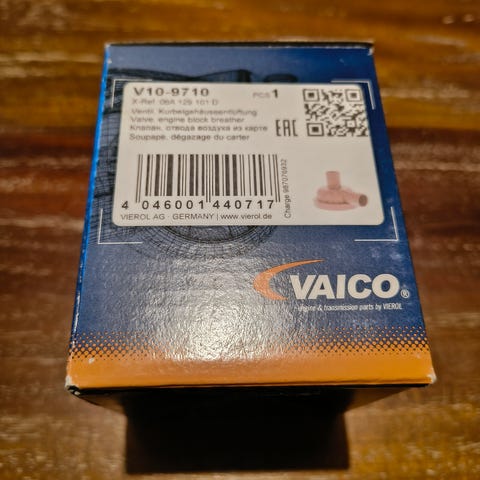 V10-9710
PCS 1
X-Ref. 06A 129 101 D
Ventil, Kurbelgehäuseentlüftung
Valve, engine block breather
Клапан, отвода воздуха из карте
Soupape, dégazage du carter
EAC
4 046001 440717
VIEROL AG · GERMANY | www.vierol.de
Charge 987076932
VAICO®
engine & transmission parts by VIEROL